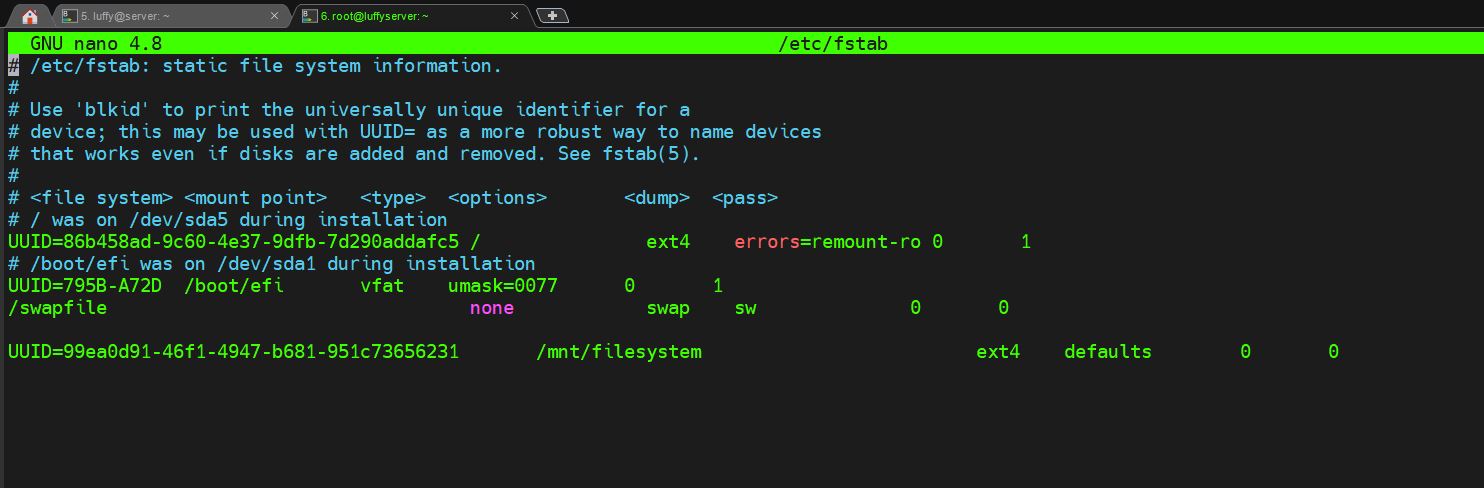 5. luffy@server: ~
6. root@luffyserver: ~
GNU nano 4.8 /etc/fstab
# /etc/fstab: static file system information.
#
# Use 'blkid' to print the universally unique identifier for a
# device; this may be used with UUID= as a more robust way to name devices
# that works even if disks are added and removed. See fstab(5).
#
# <file system> <mount point>   <type>  <options>       <dump>  <pass>
# / was on /dev/sda5 during installation
UUID=86b458ad-9c60-4e37-9dfb-7d290addafc5 /               ext4    errors=remount-ro 0       1
# /boot/efi was on /dev/sda1 during installation
UUID=795B-A72D  /boot/efi       vfat    umask=0077      0       1
/swapfile                                 none            swap    sw              0       0
UUID=99ea0d91-46f1-4947-b681-951c73656231       /mnt/filesystem                         ext4    defaults        0       0